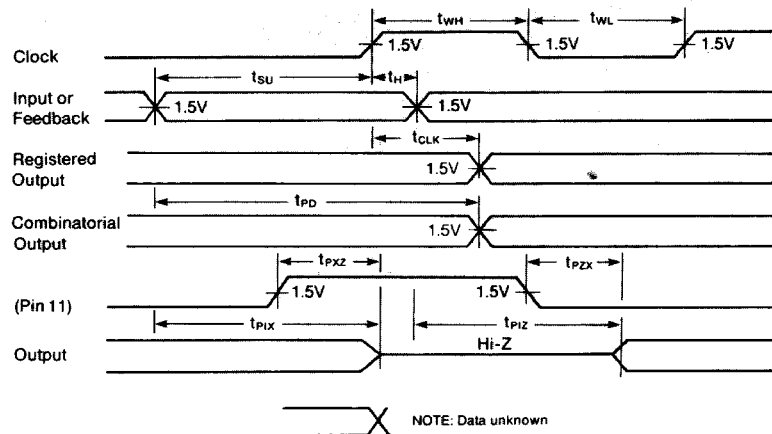 tWH
tWL
1.5V
1.5V
1.5V
Clock
tSU
tH
Input or
Feedback
1.5V
1.5V
tCLK
Registered
Output
1.5V
tPD
Combinatorial
Output
1.5V
tPXZ
tPZX
(Pin 11)
1.5V
1.5V
tPIX
tPIZ
Output
Hi-Z
NOTE: Data unknown